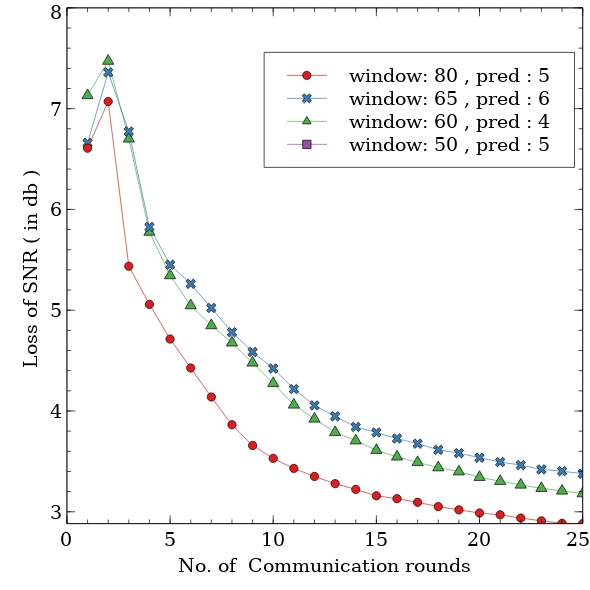 8
7
6
5
4
3
Loss of SNR ( in db )
window: 80 , pred : 5
window: 65 , pred : 6
window: 60 , pred : 4
window: 50 , pred : 5
0 5 10 15 20 25
No. of  Communication rounds